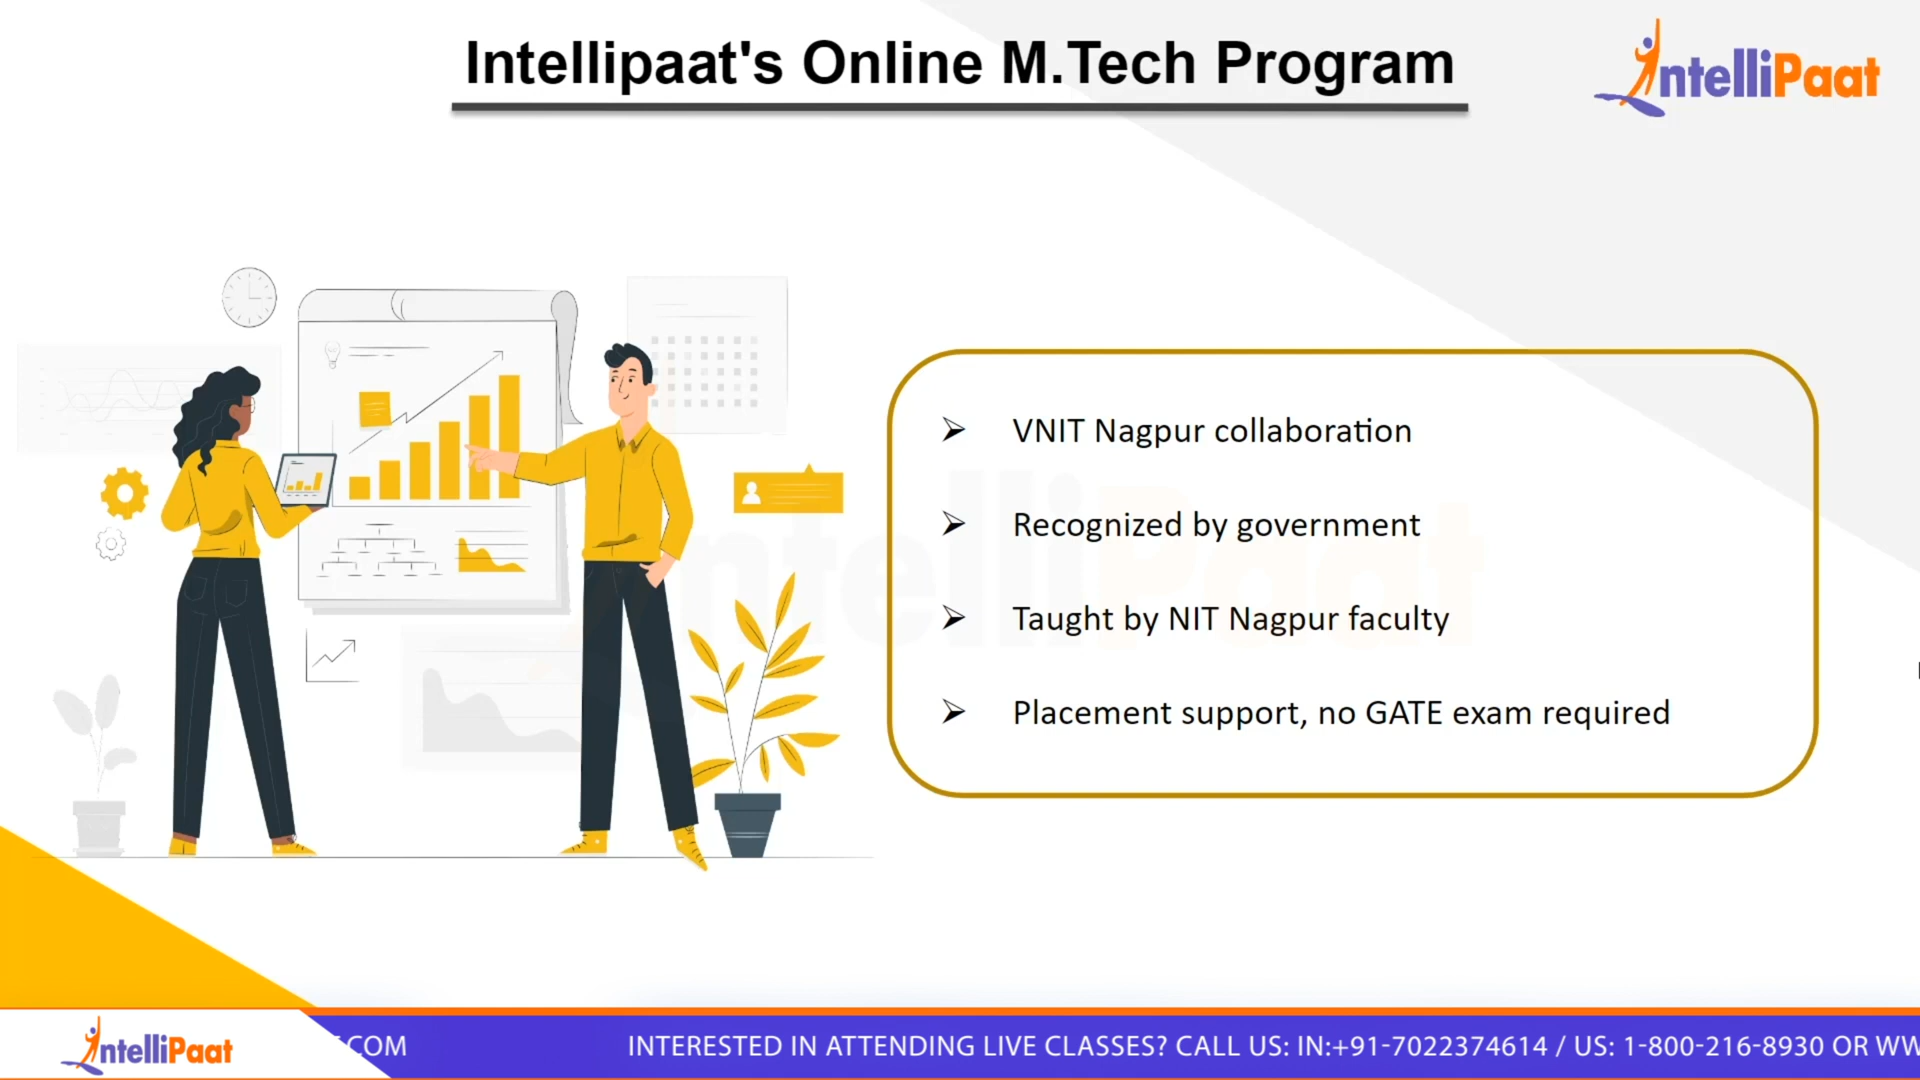 Intellipaat's Online M.Tech Program
IntelliPaat
VNIT Nagpur collaboration
Recognized by government
Taught by NIT Nagpur faculty
Placement support, no GATE exam required
ntelliPaat
IntelliPaat
.COM
INTERESTED IN ATTENDING LIVE CLASSES? CALL US: IN:+91-7022374614 / US: 1-800-216-8930 OR WW